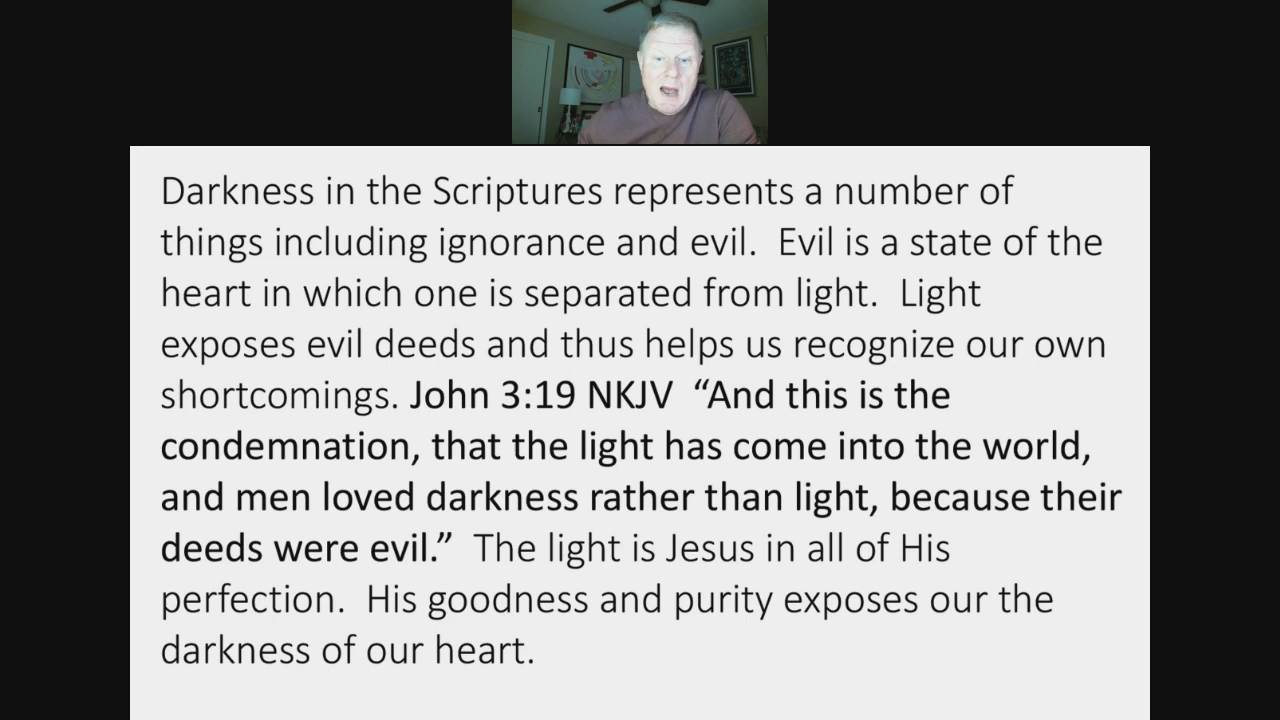 Darkness in the Scriptures represents a number of
things including ignorance and evil.  Evil is a state of the
heart in which one is separated from light.  Light
exposes evil deeds and thus helps us recognize our own
shortcomings. John 3:19 NKJV  “And this is the
condemnation, that the light has come into the world,
and men loved darkness rather than light, because their
deeds were evil.”  The light is Jesus in all of His
perfection.  His goodness and purity exposes our the
darkness of our heart.